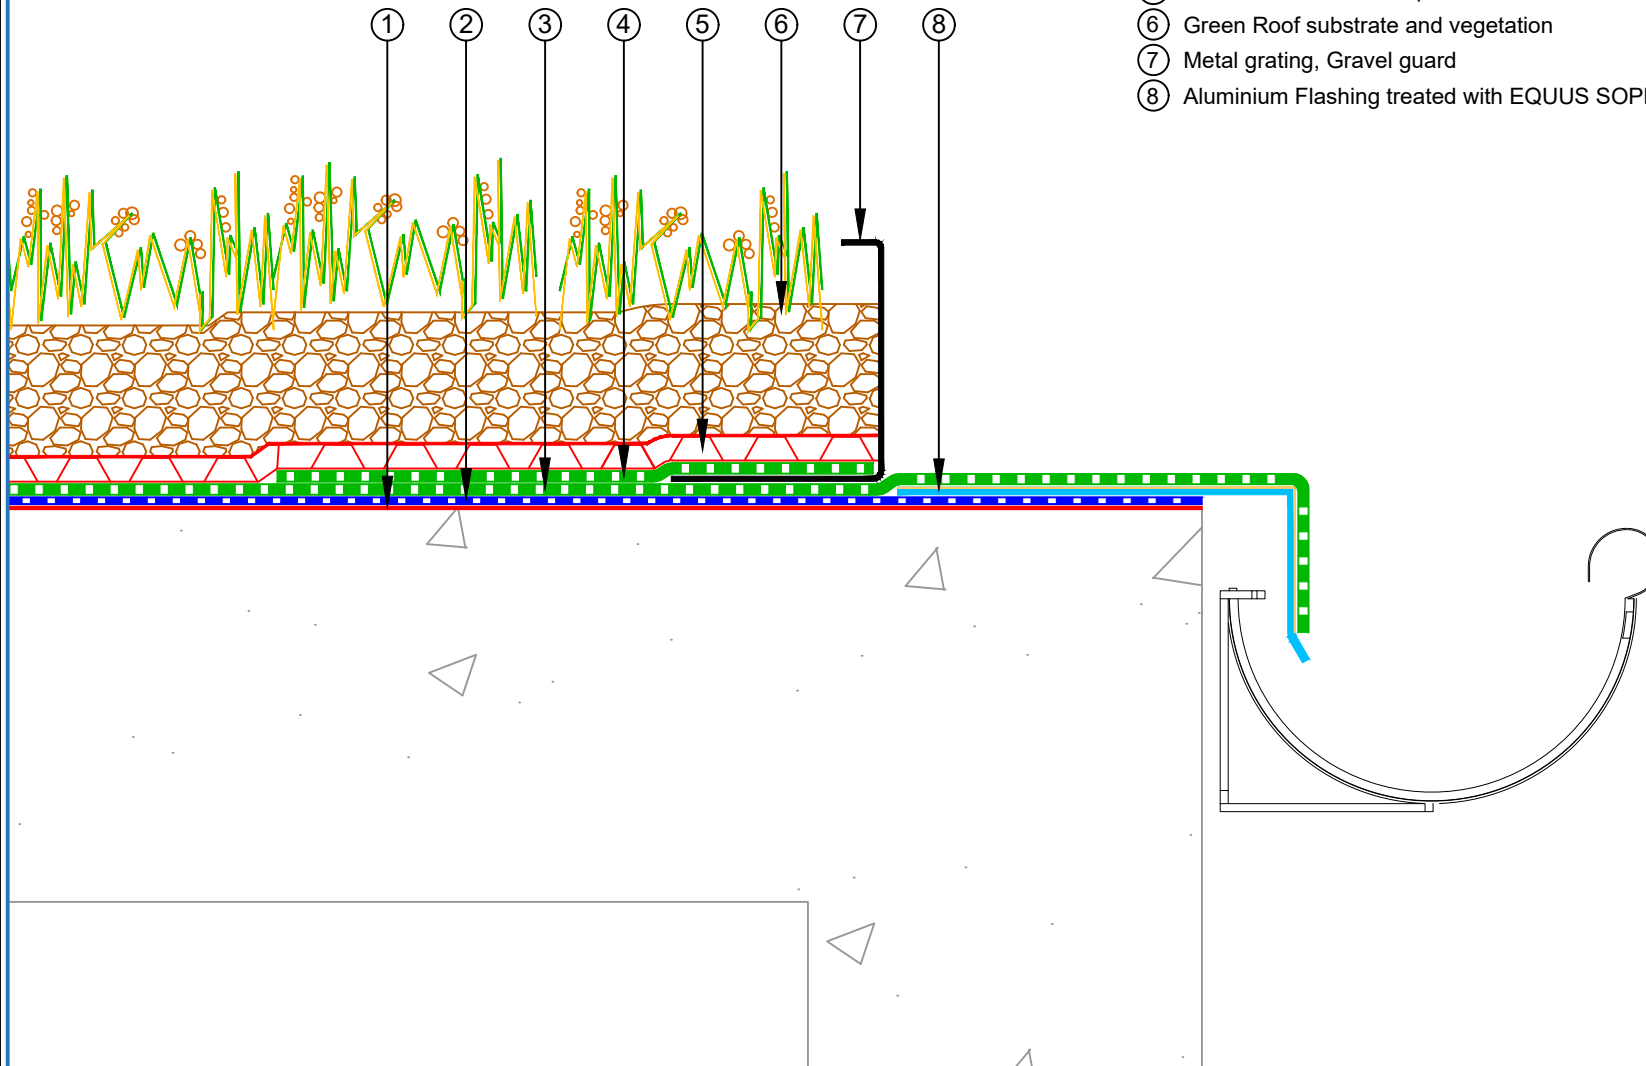 1 2 3 4 5 6 7 8
6 Green Roof substrate and vegetation
7 Metal grating, Gravel guard
8 Aluminium Flashing treated with EQUUS